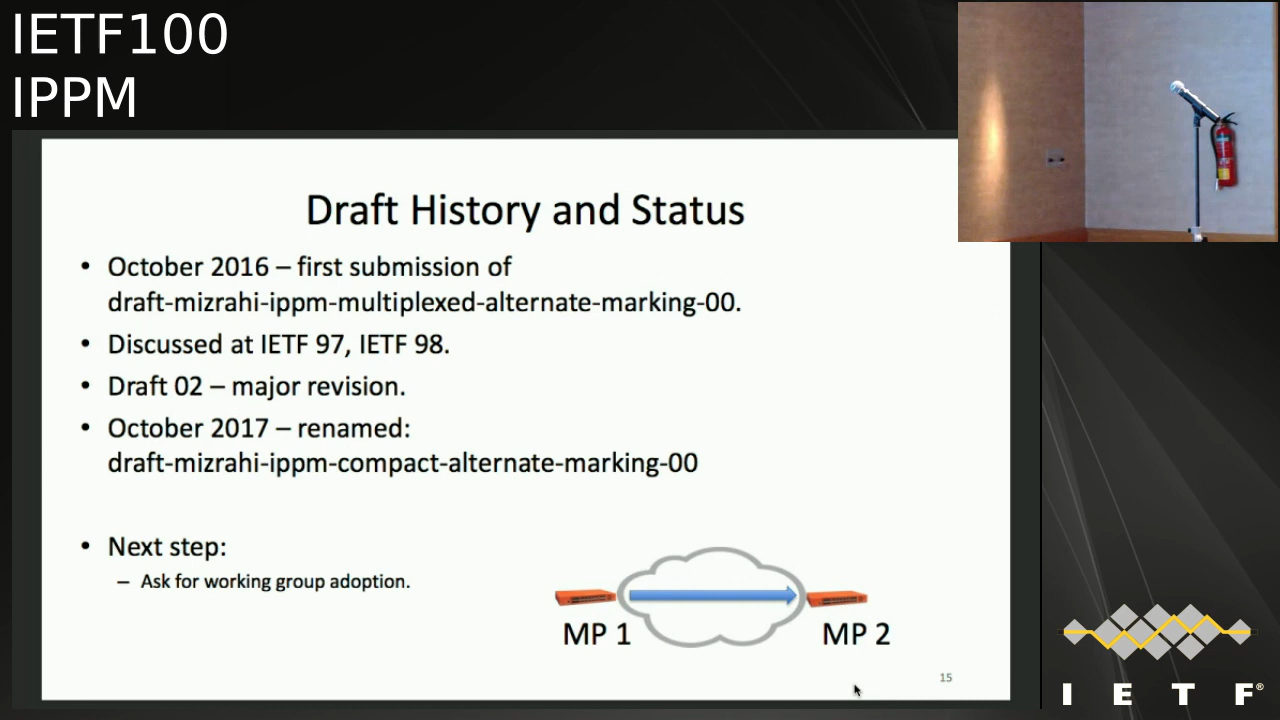 IETF100
IPPM
Draft History and Status
• October 2016 – first submission of
draft-mizrahi-ippm-multiplexed-alternate-marking-00.
• Discussed at IETF 97, IETF 98.
• Draft 02 – major revision.
• October 2017 – renamed:
draft-mizrahi-ippm-compact-alternate-marking-00
• Next step:
– Ask for working group adoption.
MP 1
MP 2
15
I E T F®